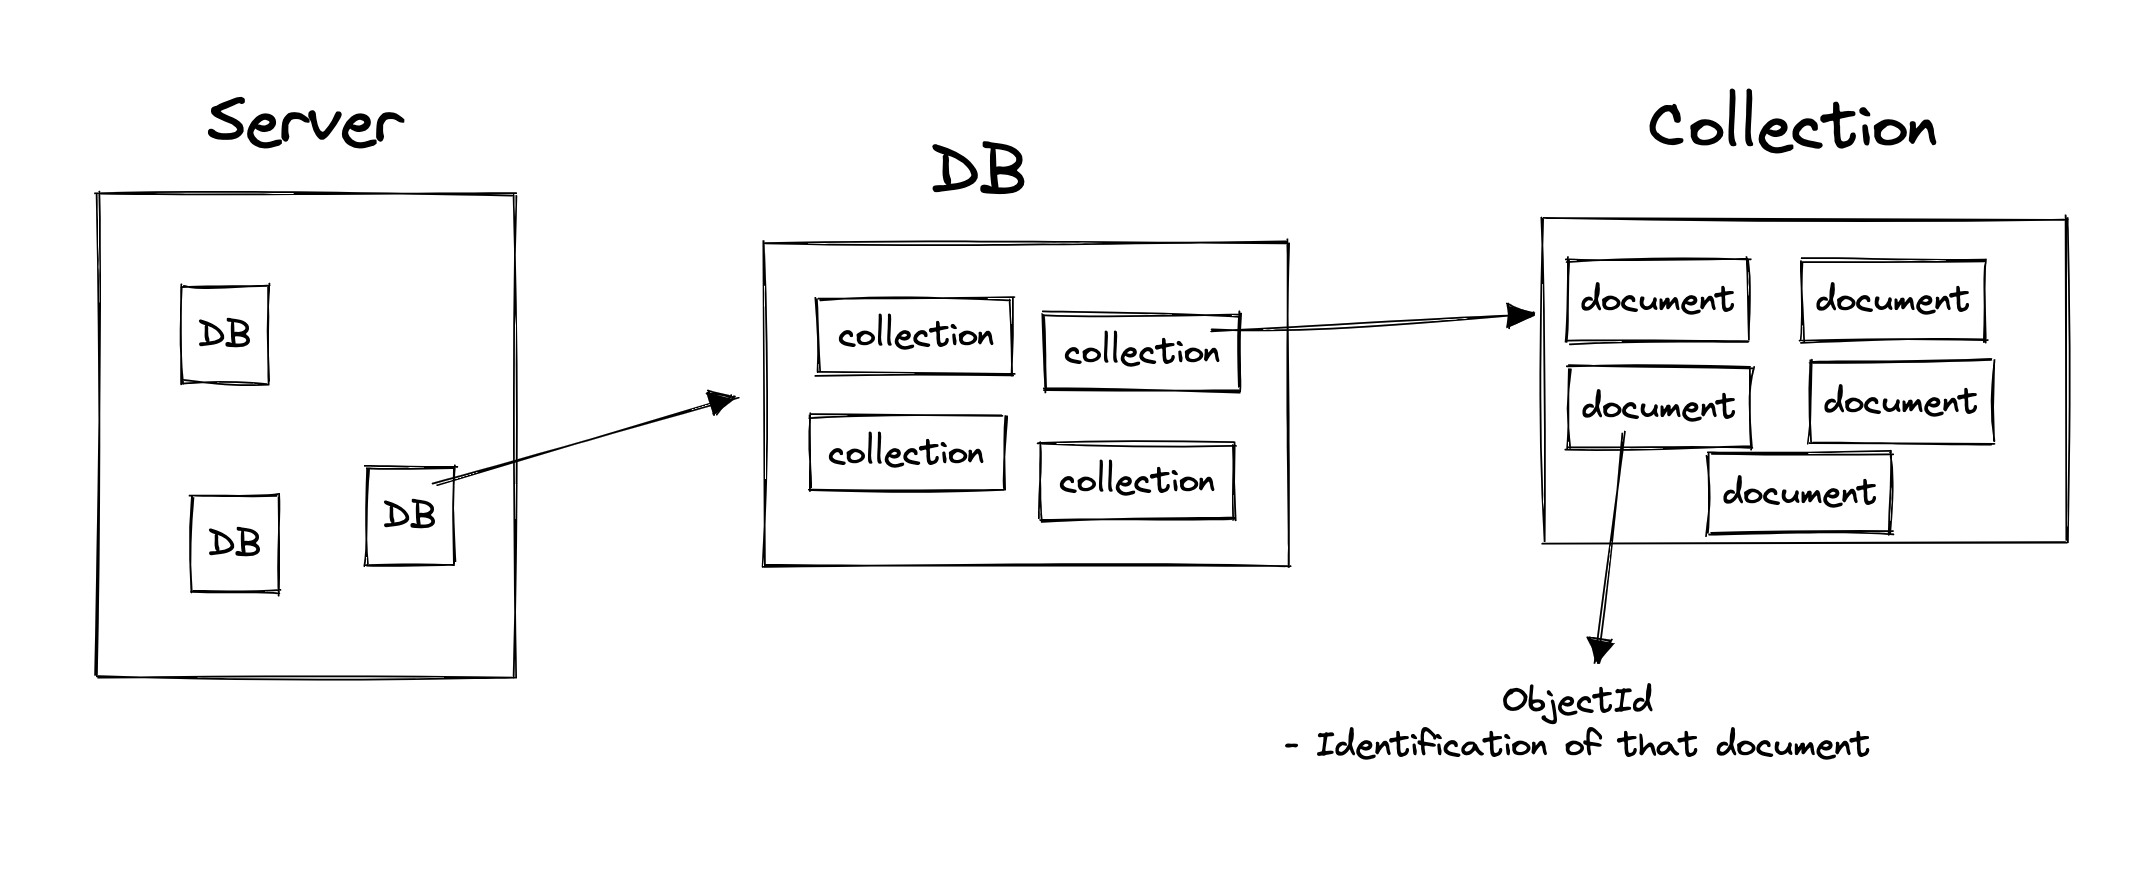 Server
DB
DB
DB
DB
collection
collection
collection
collection
Collection
document
document
document
document
document
ObjectId
- Identification of that document